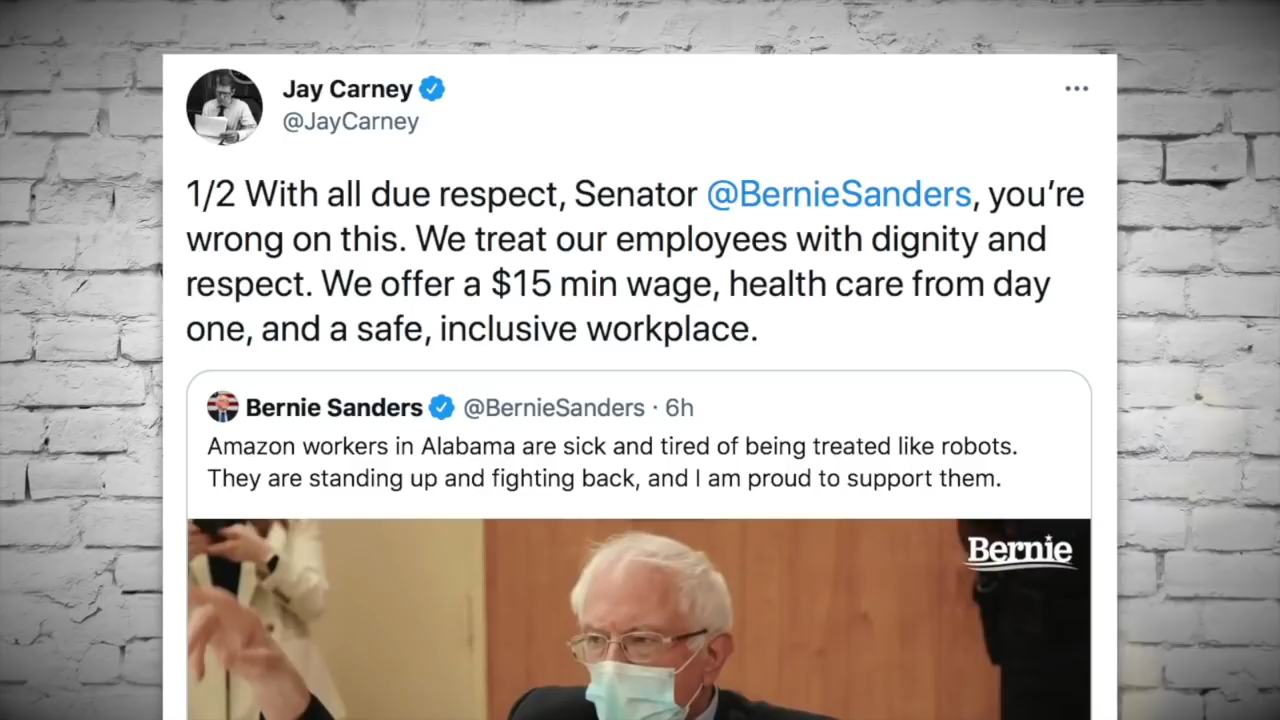 Jay Carney
@JayCarney
1/2 With all due respect, Senator @BernieSanders, you're
wrong on this. We treat our employees with dignity and
respect. We offer a $15 min wage, health care from day
one, and a safe, inclusive workplace.
Bernie Sanders @BernieSanders · 6h
Amazon workers in Alabama are sick and tired of being treated like robots.
They are standing up and fighting back, and I am proud to support them.
Bernie